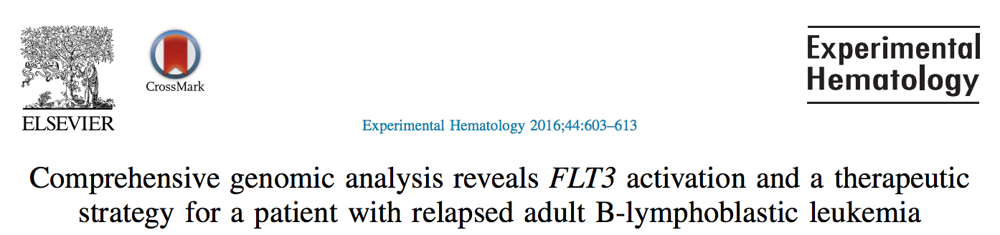 ELSEVIER
CrossMark
Experimental
Hematology
Experimental Hematology 2016;44:603–613
Comprehensive genomic analysis reveals FLT3 activation and a therapeutic
strategy for a patient with relapsed adult B-lymphoblastic leukemia